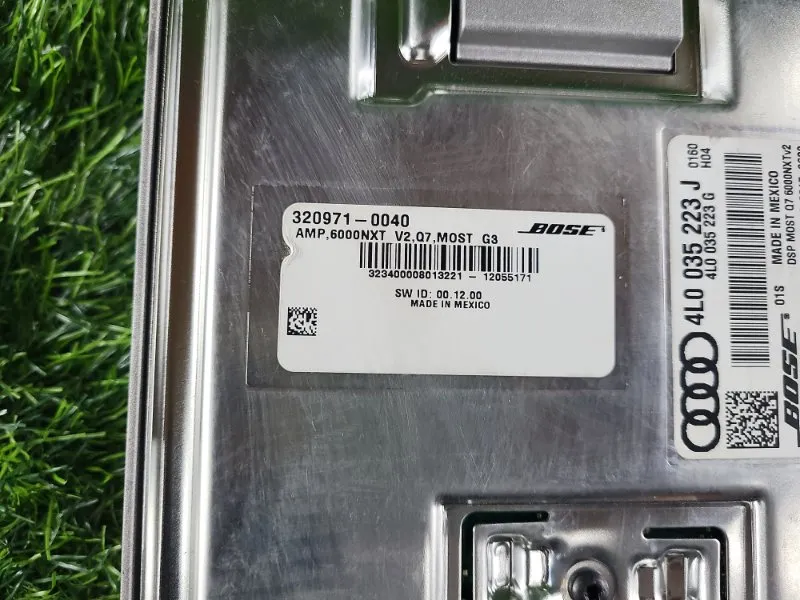 320971-0040
BOSE
AMP,6000NXT V2,Q7,MOST G3
323400008013221 - 12055171
SW ID: 00.12.00
MADE IN MEXICO
4L0 035 223 J
4L0 035 223 G
0160
H04
BOSE
01S
MADE IN MEXICO
DSP MOST Q7 6000NXTv2